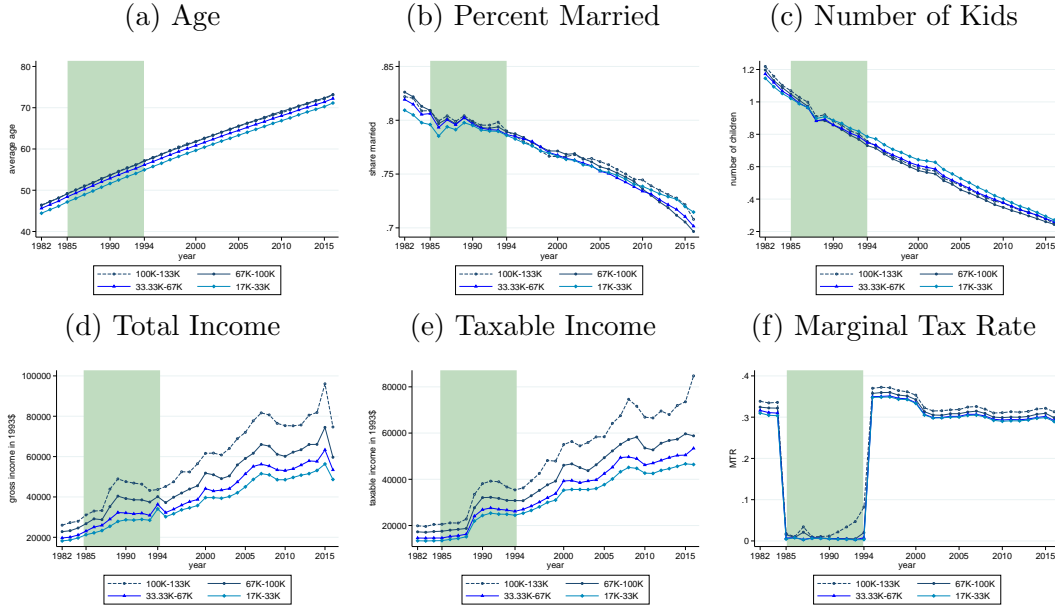 (a) Age
80
70
60
50
40
average age
1982 1985 1990 1994 2000 2005 2010 2015
year
100K-133K 67K-100K
33.33K-67K 17K-33K
(b) Percent Married
.85
.8
.75
.7
share married
1982 1985 1990 1994 2000 2005 2010 2015
year
100K-133K 67K-100K
33.33K-67K 17K-33K
(c) Number of Kids
1.2
1
.8
.6
.4
.2
number of children
1982 1985 1990 1994 2000 2005 2010 2015
year
100K-133K 67K-100K
33.33K-67K 17K-33K
(d) Total Income
100000
80000
60000
40000
20000
gross income in 1993$
1982 1985 1990 1994 2000 2005 2010 2015
year
100K-133K 67K-100K
33.33K-67K 17K-33K
(e) Taxable Income
80000
60000
40000
20000
taxable income in 1993$
1982 1985 1990 1994 2000 2005 2010 2015
year
100K-133K 67K-100K
33.33K-67K 17K-33K
(f) Marginal Tax Rate
.4
.3
.2
.1
0
MTR
1982 1985 1990 1994 2000 2005 2010 2015
year
100K-133K 67K-100K
33.33K-67K 17K-33K